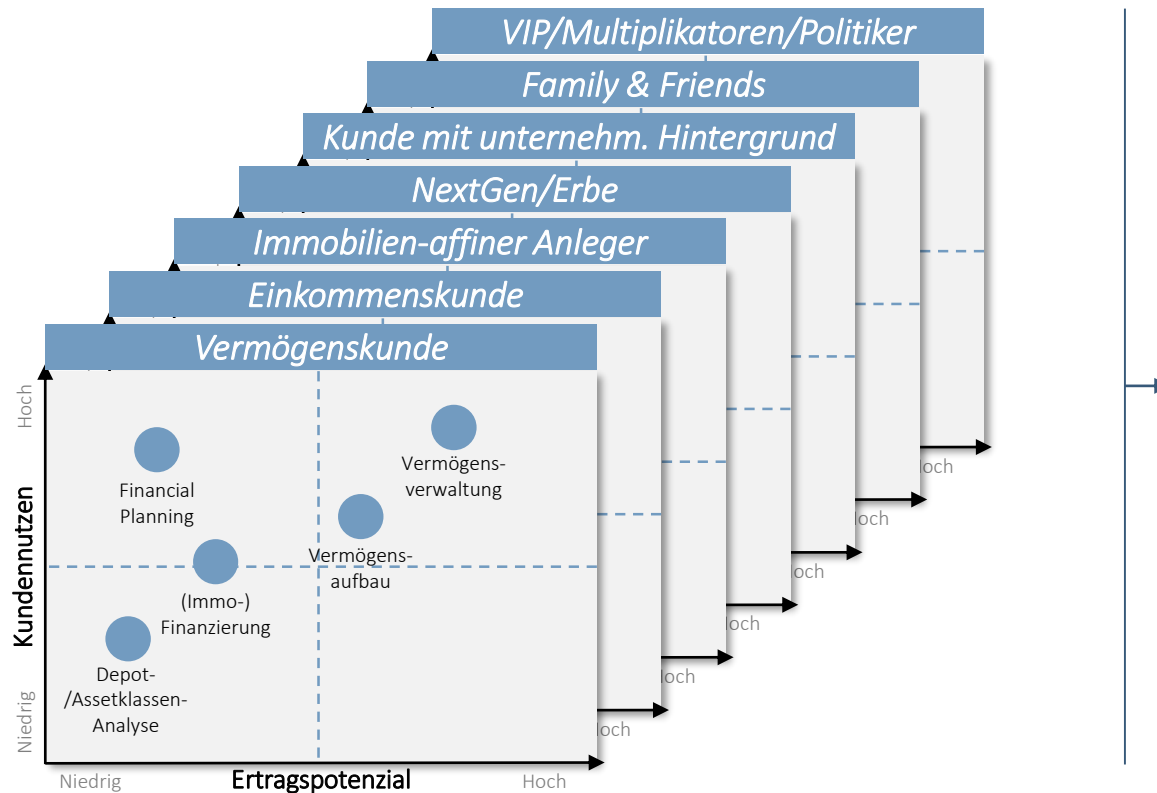 VIP/Multiplikatoren/Politiker
Family & Friends
Kunde mit unternehm. Hintergrund
NextGen/Erbe
Immobilien-affiner Anleger
Einkommenskunde
Vermögenskunde
Hoch
Kundennutzen
Niedrig
Financial
Planning
Vermögens-
verwaltung
Vermögens-
aufbau
(Immo-)
Finanzierung
Depot-
/Assetklassen-
Analyse
Niedrig
Ertragspotenzial
Hoch